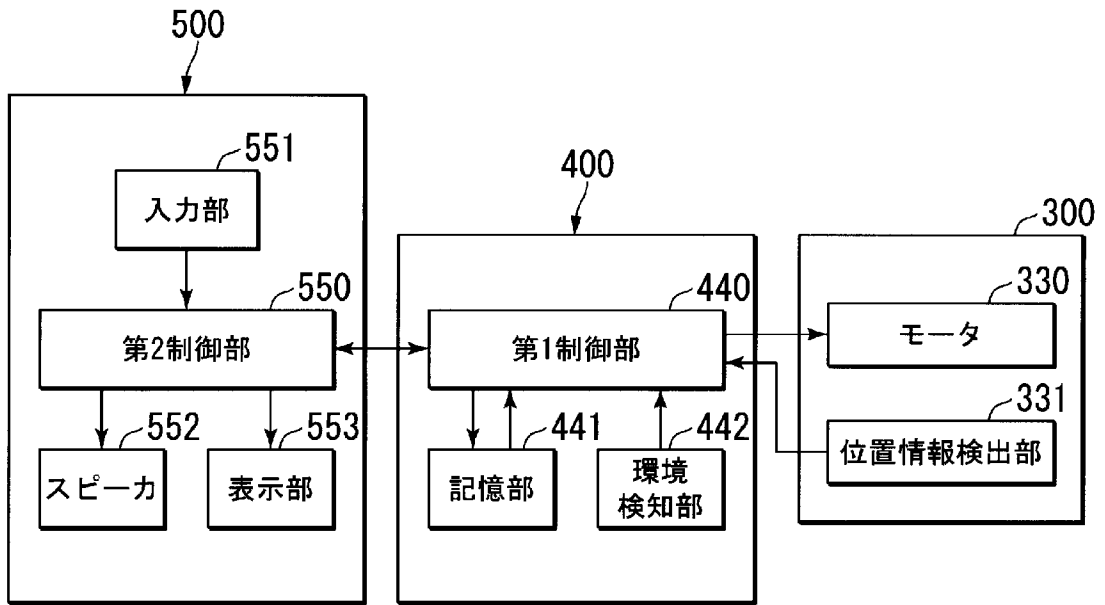 500
551
入力部
550
第2制御部
552
スピーカ
553
表示部
400
440
第1制御部
441
記憶部
442
環境
検知部
300
330
モータ
331
位置情報検出部